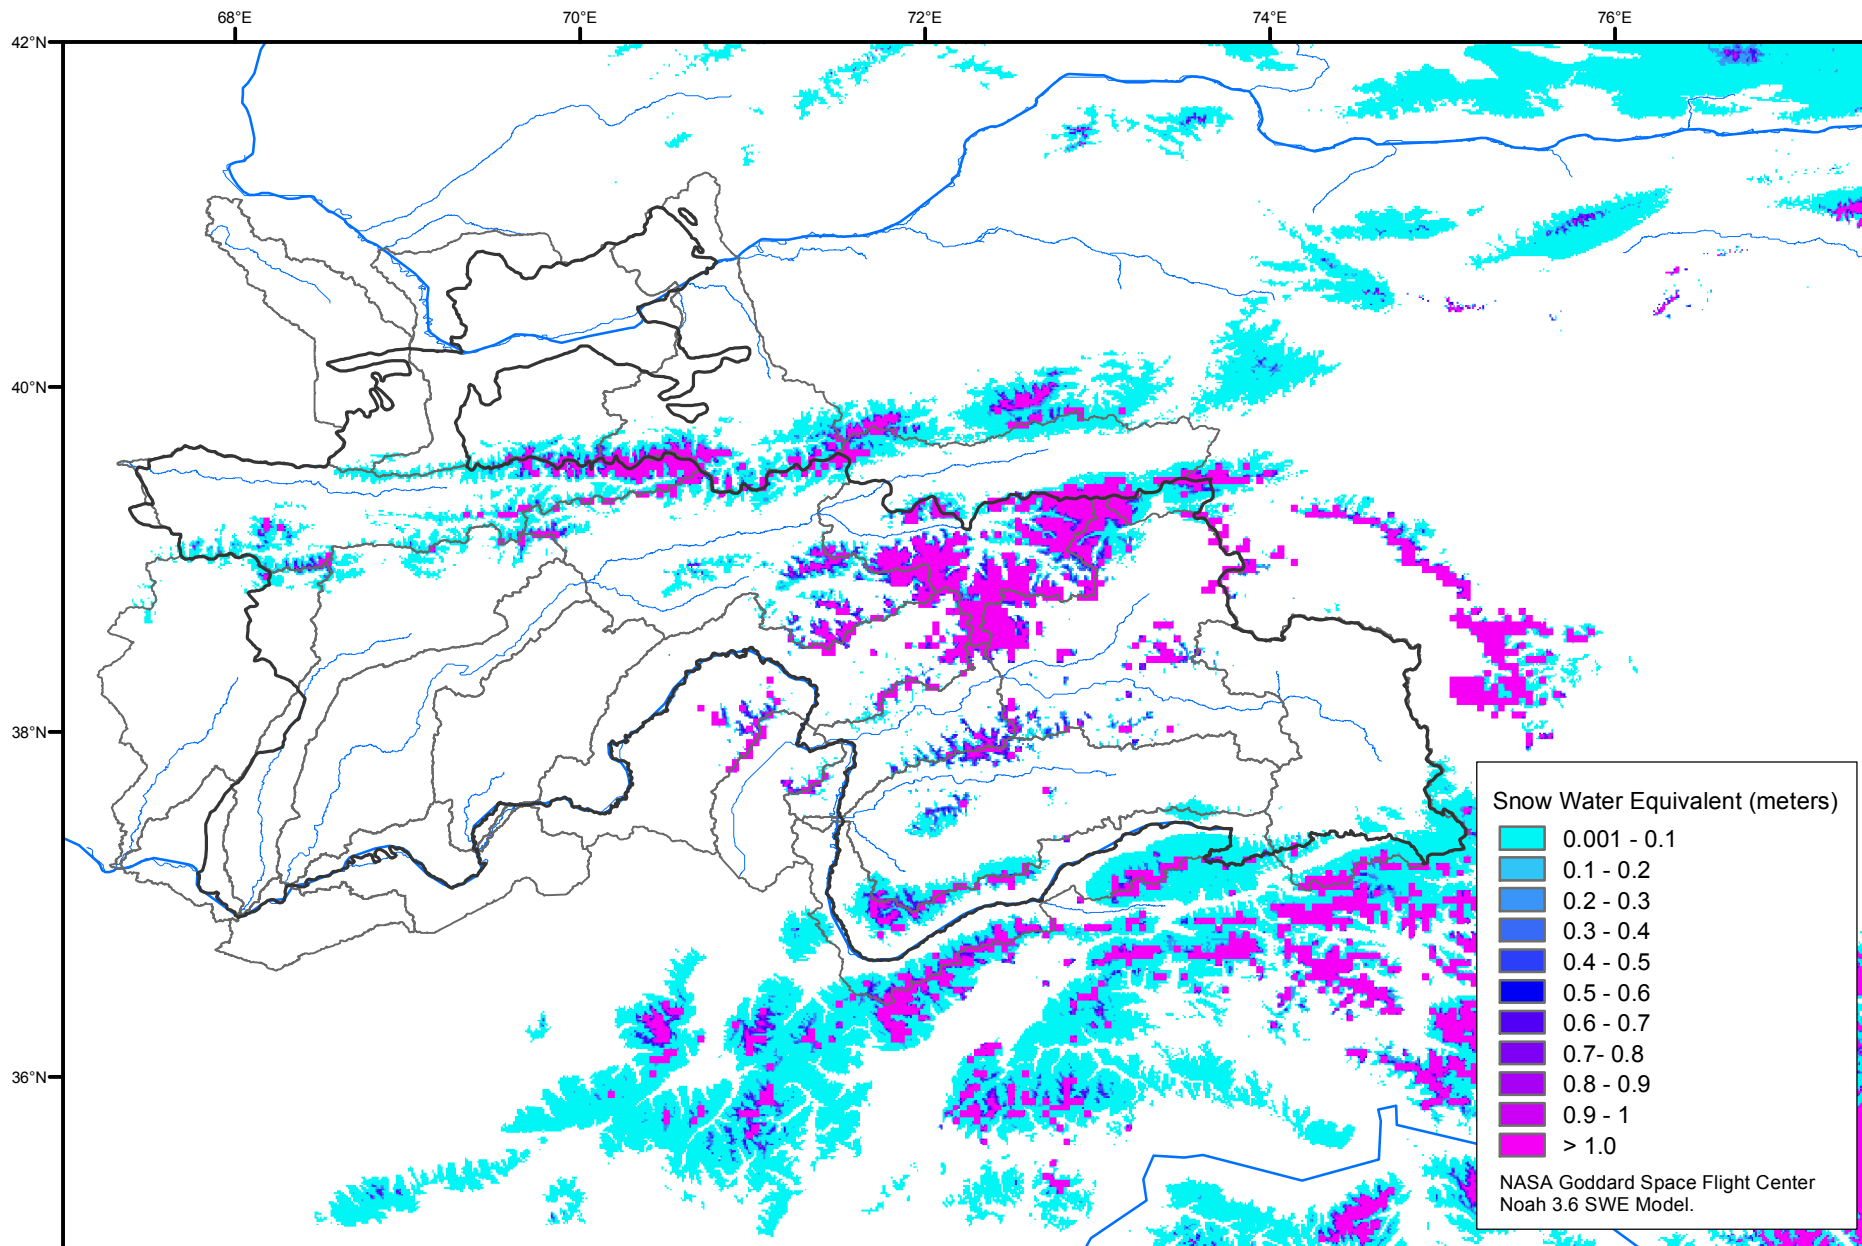 68°E 70°E 72°E 74°E 76°E
42°N
40°N
38°N
36°N
Snow Water Equivalent (meters)
0.001 - 0.1
0.1 - 0.2
0.2 - 0.3
0.3 - 0.4
0.4 - 0.5
0.5 - 0.6
0.6 - 0.7
0.7- 0.8
0.8 - 0.9
0.9 - 1
> 1.0
NASA Goddard Space Flight Center
Noah 3.6 SWE Model.